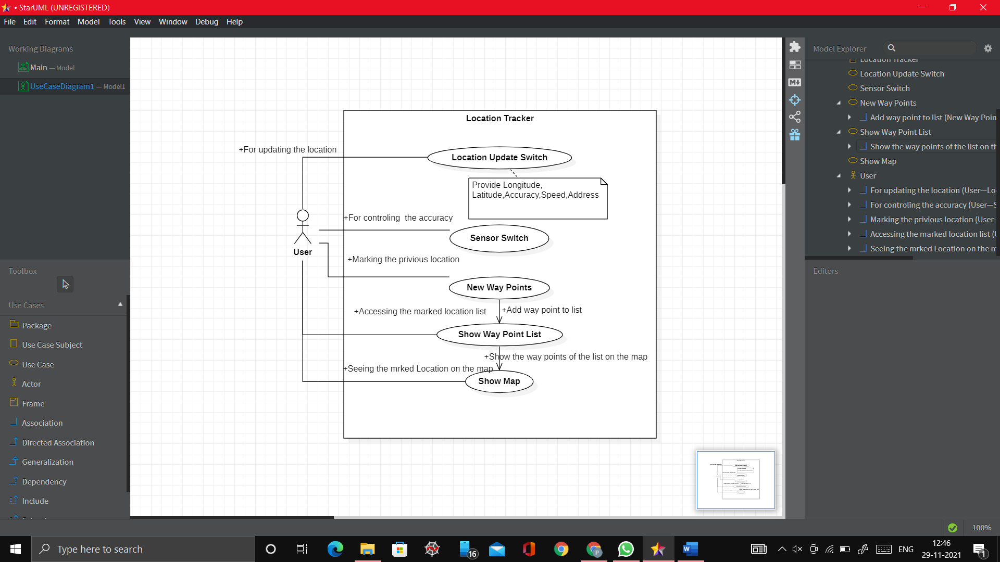 • StarUML (UNREGISTERED)
File Edit Format Model Tools View Window Debug Help
Working Diagrams
Main — Model
UseCaseDiagram1 — Model1
Toolbox
Use Cases
Package
Use Case Subject
Use Case
Actor
Frame
Association
Directed Association
Generalization
Dependency
Include
Location Tracker
+For updating the location
Location Update Switch
Provide Longitude,
Latitude,Accuracy,Speed,Address
+For controling  the accuracy
Sensor Switch
User
+Marking the privious location
New Way Points
+Accessing the marked location list
+Add way point to list
Show Way Point List
+Show the way points of the list on the map
+Seeing the mrked Location on the map
Show Map
Model Explorer
Location Tracker
Location Update Switch
Sensor Switch
New Way Points
Add way point to list (New Way Poin
Show Way Point List
Show the way points of the list on th
Show Map
User
For updating the location (User—Lo
For controling the accuracy (User—S
Marking the privious location (User—
Accessing the marked location list (U
Seeing the mrked Location on the m
Editors
100%
Type here to search
16
ENG
12:46
29-11-2021
1